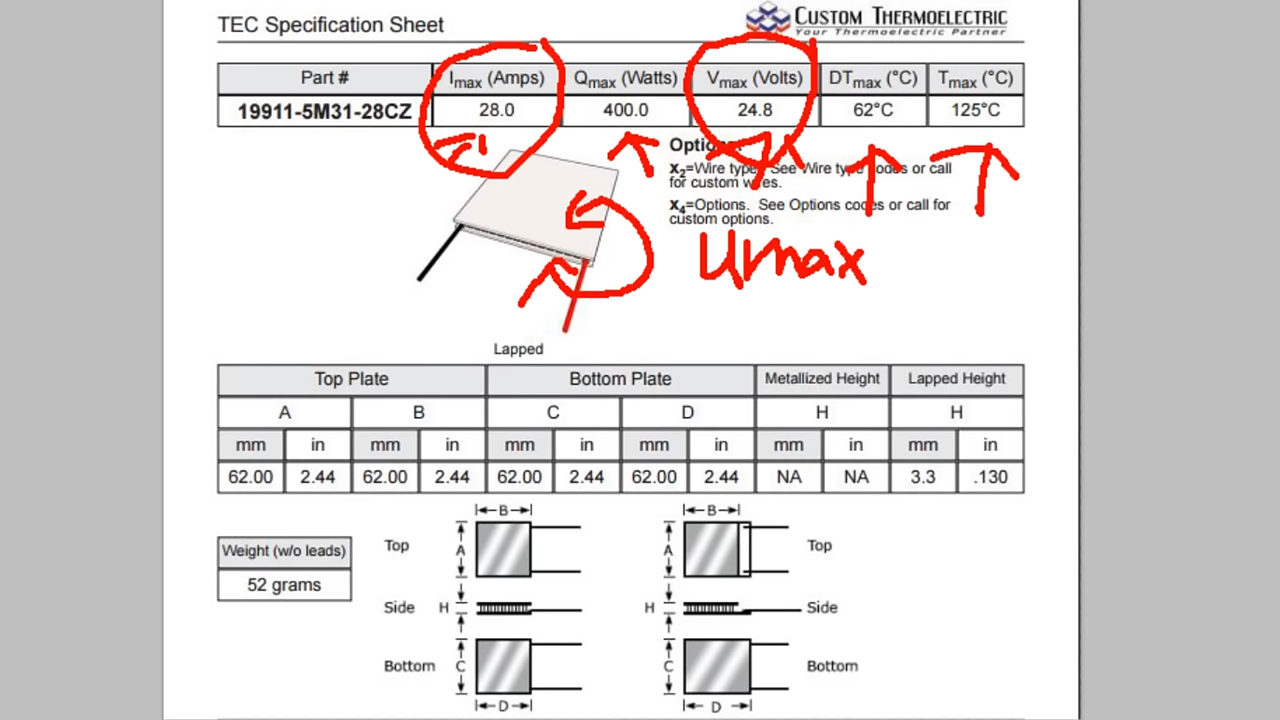 TEC Specification Sheet
CUSTOM THERMOELECTRIC
Your Thermoelectric Partner
Part # Imax (Amps) Qmax (Watts) Vmax (Volts) DTmax (°C) Tmax (°C)
19911-5M31-28CZ 28.0 400.0 24.8 62°C 125°C
Options:
X2=Wire type. See Wire type codes or call
for custom wires.
X4=Options. See Options codes or call for
custom options.
Umax
Lapped
Top Plate Bottom Plate Metallized Height Lapped Height
A B C D H H
mm in mm in mm in mm in mm in mm in
62.00 2.44 62.00 2.44 62.00 2.44 62.00 2.44 NA NA 3.3 .130
B B
Weight (w/o leads)
52 grams
Top A A Top
Side H H Side
Bottom C C Bottom
D D